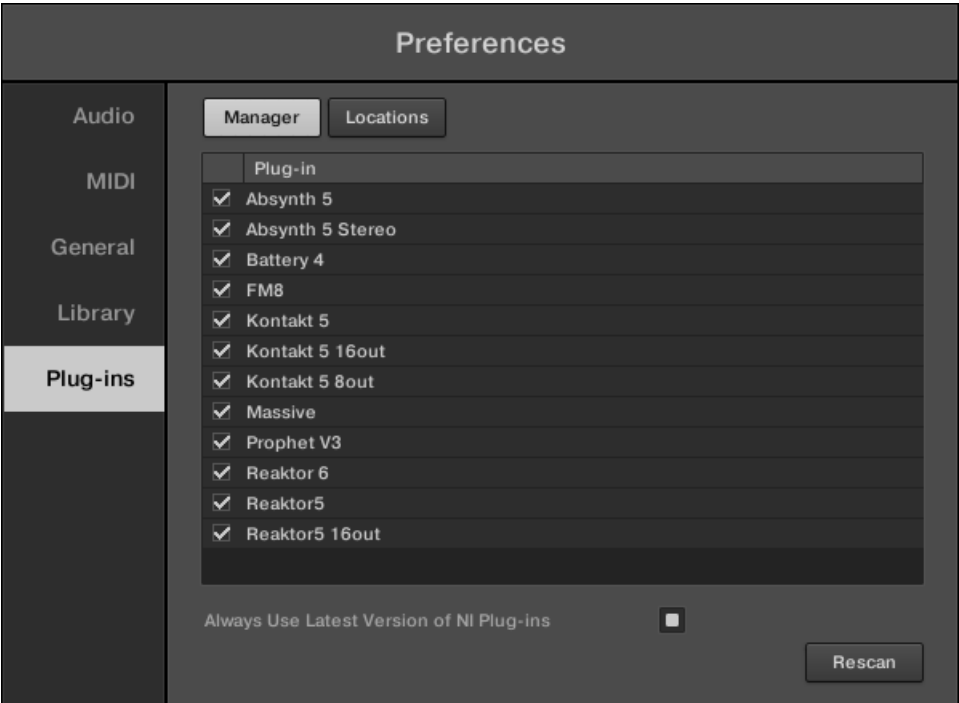 Preferences
Audio
MIDI
General
Library
Plug-ins
Manager Locations
Plug-in
Absynth 5
Absynth 5 Stereo
Battery 4
FM8
Kontakt 5
Kontakt 5 16out
Kontakt 5 8out
Massive
Prophet V3
Reaktor 6
Reaktor5
Reaktor5 16out
Always Use Latest Version of NI Plug-ins
Rescan